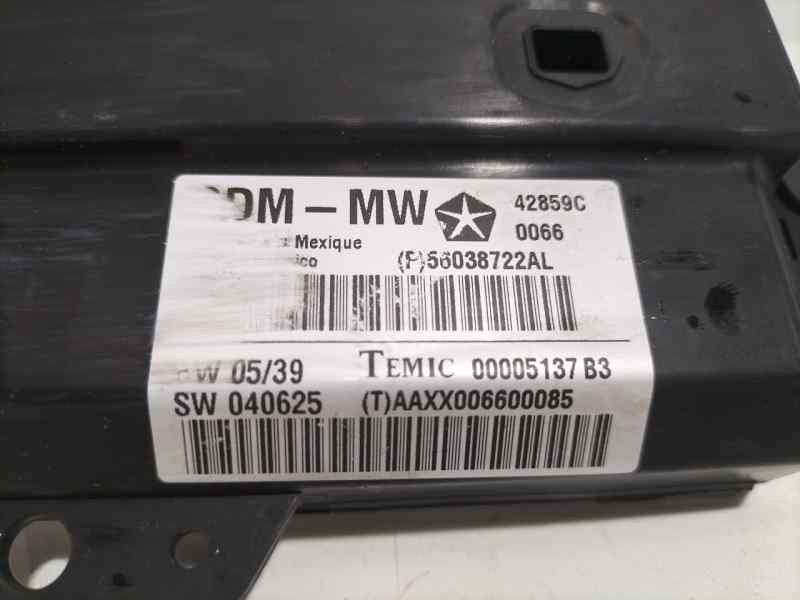 DM-MW
42859C
Mexique
0066
(P)56038722AL
W 05/39 TEMIC 00005137 B3
SW 040625 (T)AAXX006600085